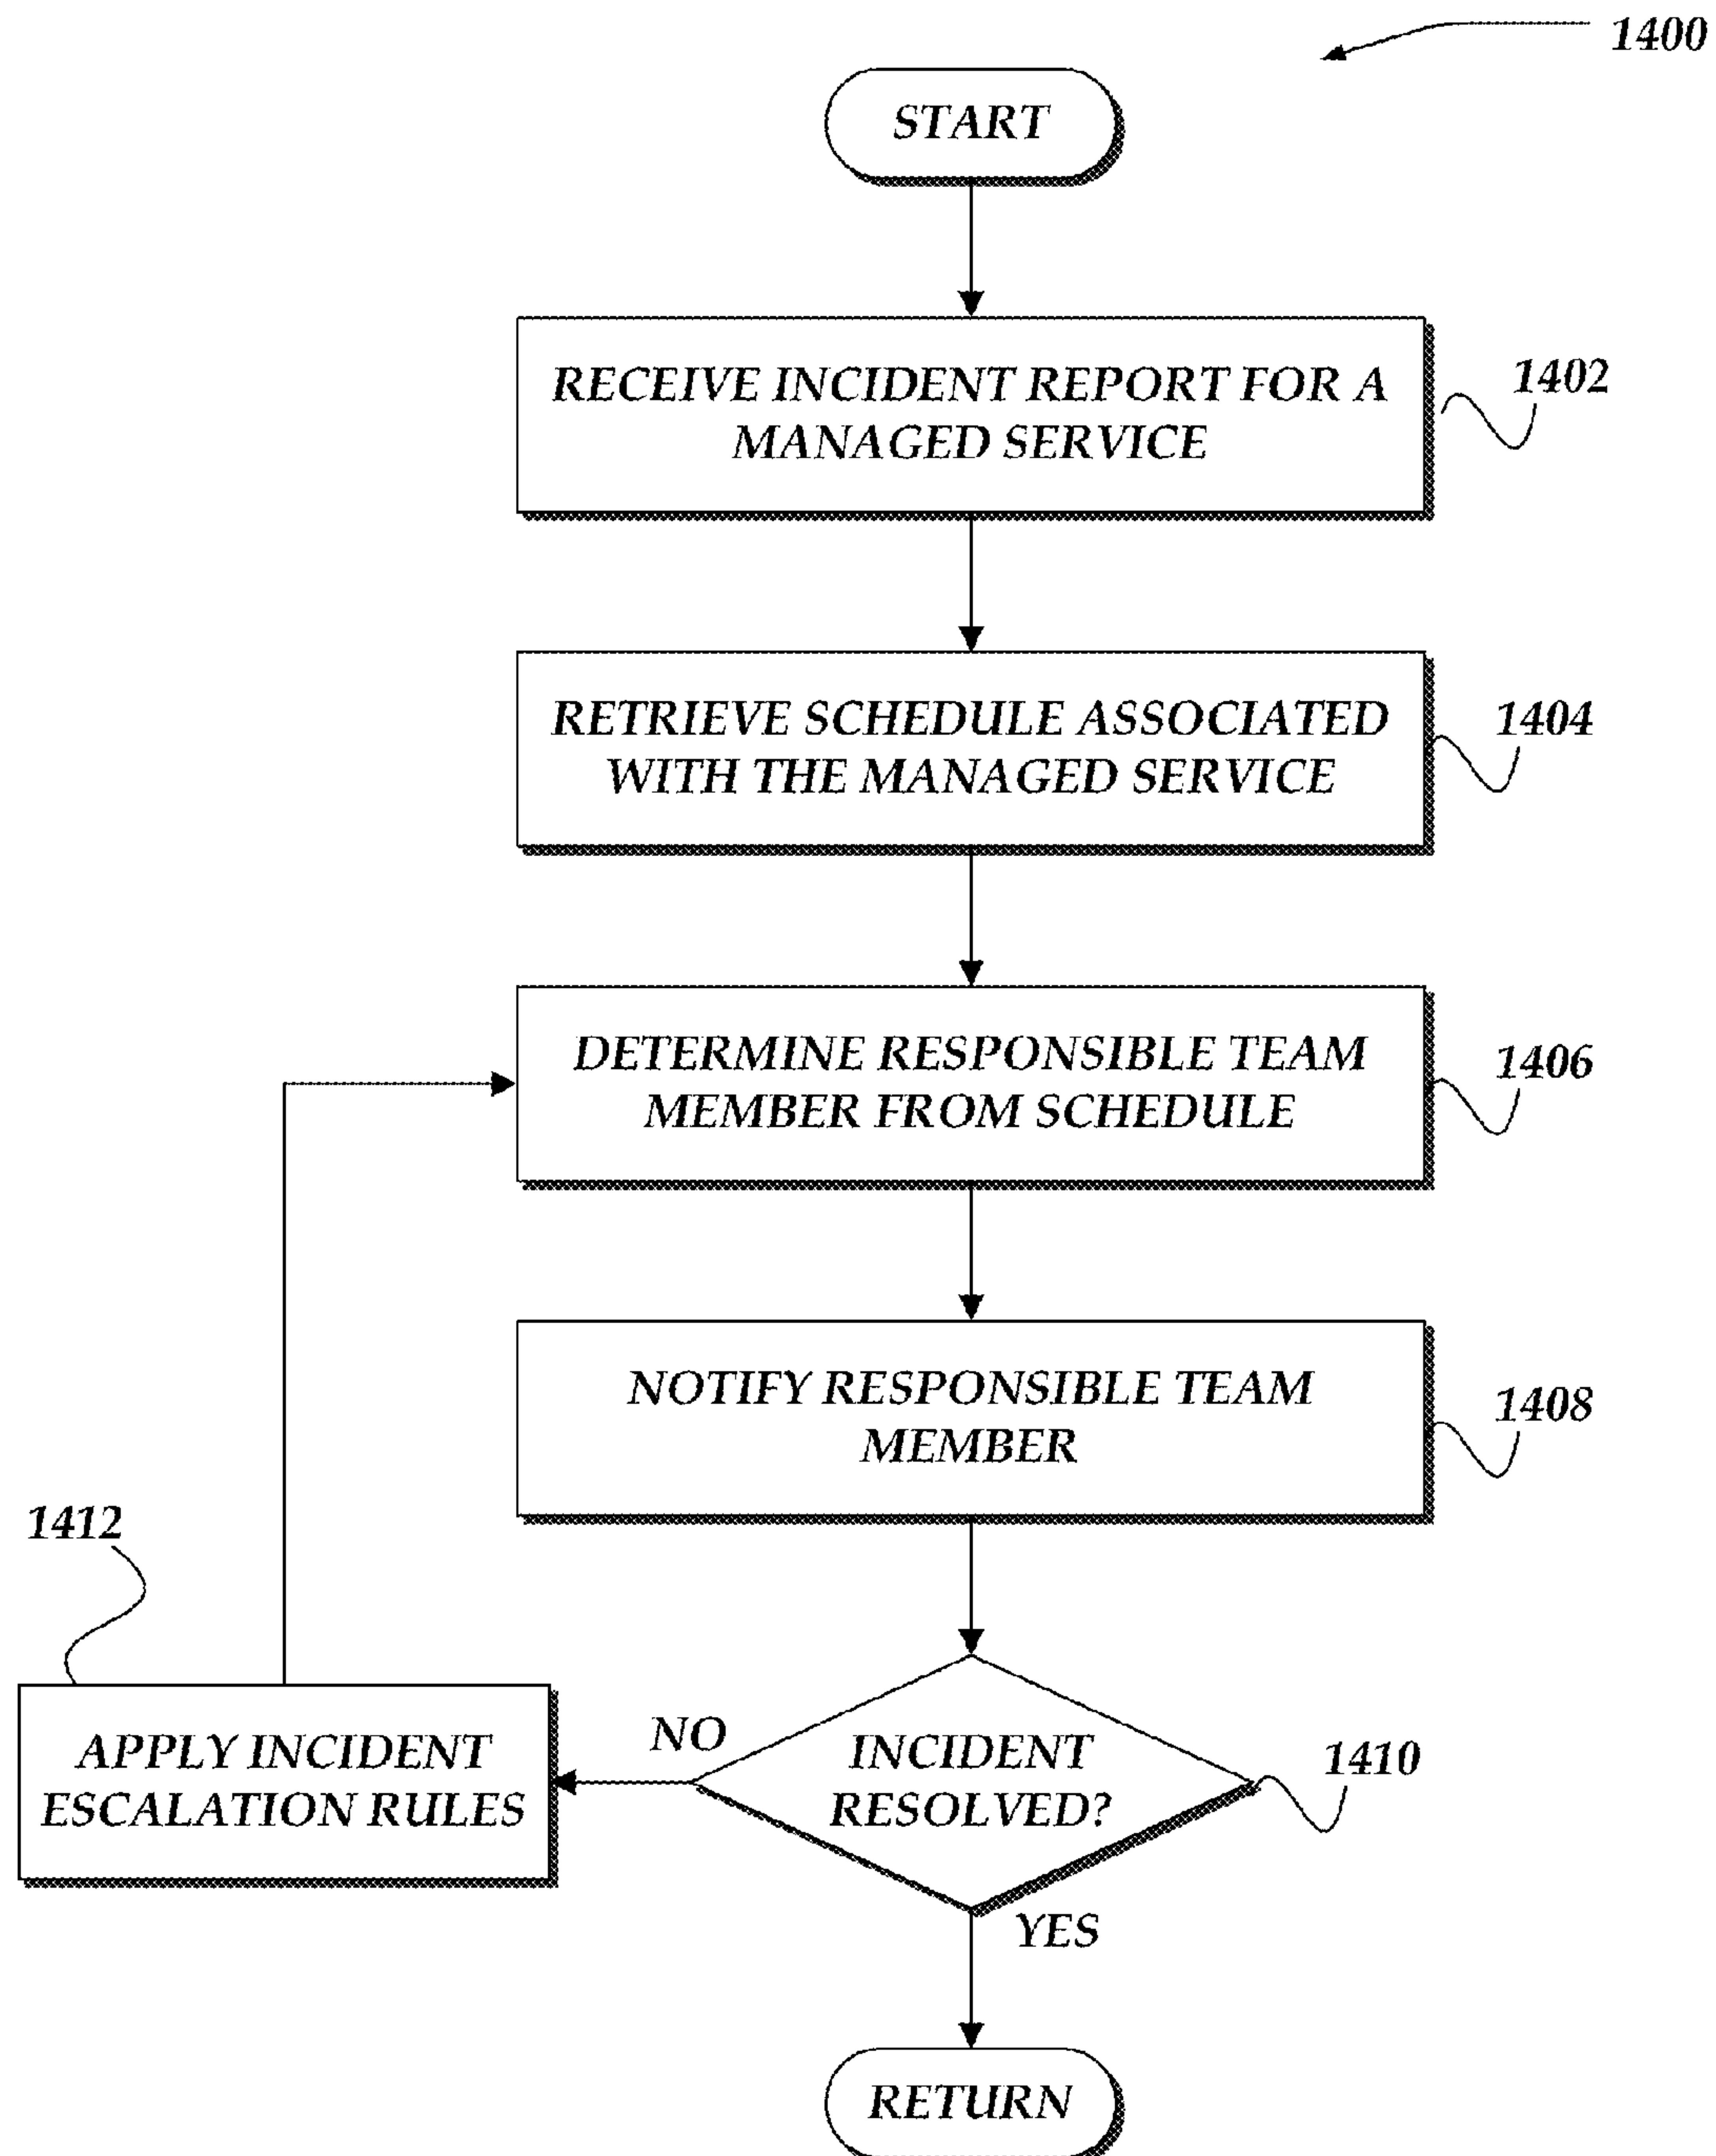 1400
START
RECEIVE INCIDENT REPORT FOR A
MANAGED SERVICE
1402
RETRIEVE SCHEDULE ASSOCIATED
WITH THE MANAGED SERVICE
1404
DETERMINE RESPONSIBLE TEAM
MEMBER FROM SCHEDULE
1406
NOTIFY RESPONSIBLE TEAM
MEMBER
1408
1412
APPLY INCIDENT
ESCALATION RULES
NO
INCIDENT
RESOLVED?
1410
YES
RETURN